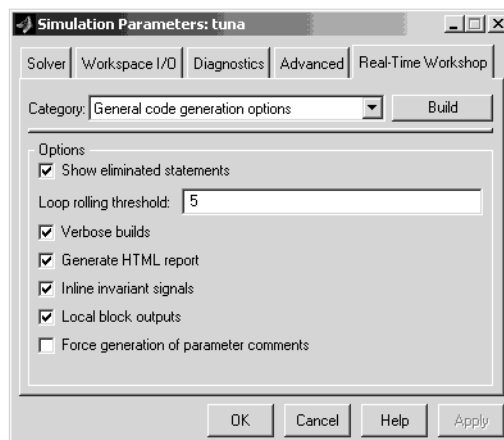 Simulation Parameters: tuna
Solver Workspace I/O Diagnostics Advanced Real-Time Workshop
Category: General code generation options Build
Options
Show eliminated statements
Loop rolling threshold: 5
Verbose builds
Generate HTML report
Inline invariant signals
Local block outputs
Force generation of parameter comments
OK Cancel Help Apply